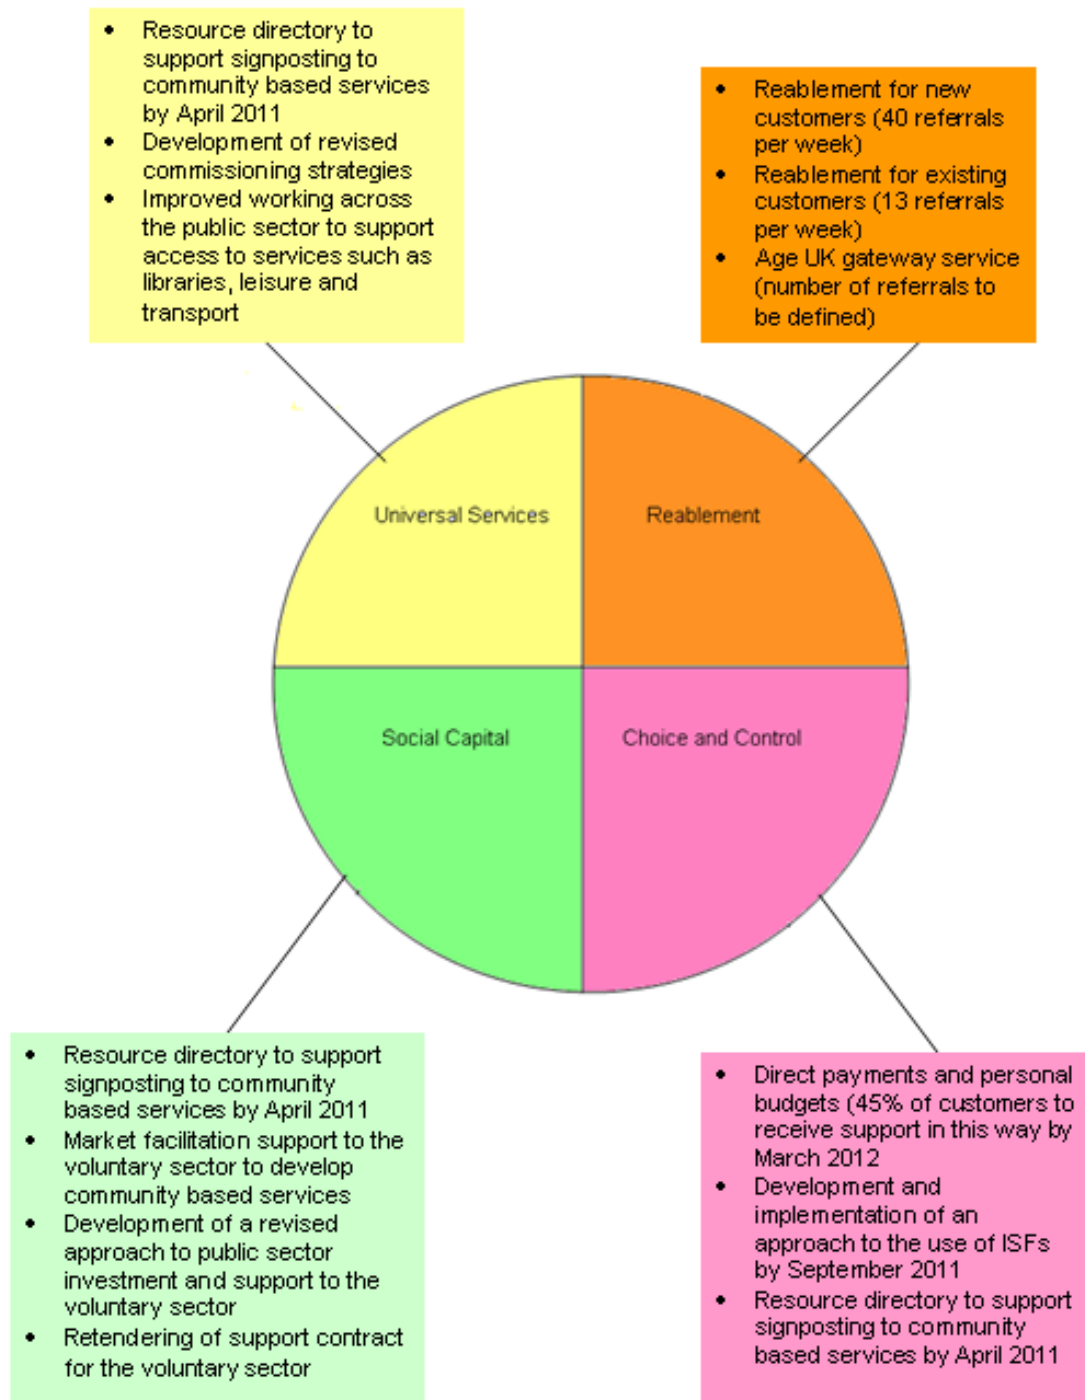 • Resource directory to
support signposting to
community based services
by April 2011
• Development of revised
commissioning strategies
• Improved working across
the public sector to support
access to services such as
libraries, leisure and
transport
• Reablement for new
customers (40 referrals
per week)
• Reablement for existing
customers (13 referrals
per week)
• Age UK gateway service
(number of referrals to
be defined)
Universal Services
Reablement
Social Capital
Choice and Control
• Resource directory to support
signposting to community
based services by April 2011
• Market facilitation support to the
voluntary sector to develop
community based services
• Development of a revised
approach to public sector
investment and support to the
voluntary sector
• Retendering of support contract
for the voluntary sector
• Direct payments and personal
budgets (45% of customers to
receive support in this way by
March 2012
• Development and
implementation of an
approach to the use of ISFs
by September 2011
• Resource directory to support
signposting to community
based services by April 2011